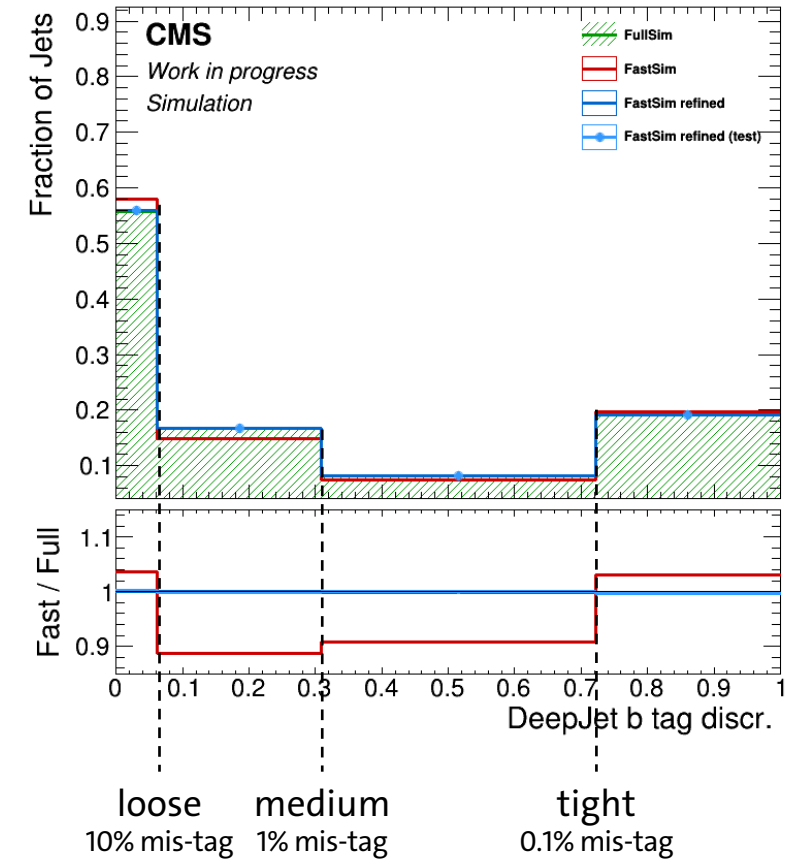 CMS
Work in progress
Simulation
FullSim
FastSim
FastSim refined
FastSim refined (test)
Fraction of Jets
0.9
0.8
0.7
0.6
0.5
0.4
0.3
0.2
0.1
Fast / Full
1.1
1
0.9
0 0.1 0.2 0.3 0.4 0.5 0.6 0.7 0.8 0.9 1
DeepJet b tag discr.
loose medium tight
10% mis-tag 1% mis-tag 0.1% mis-tag